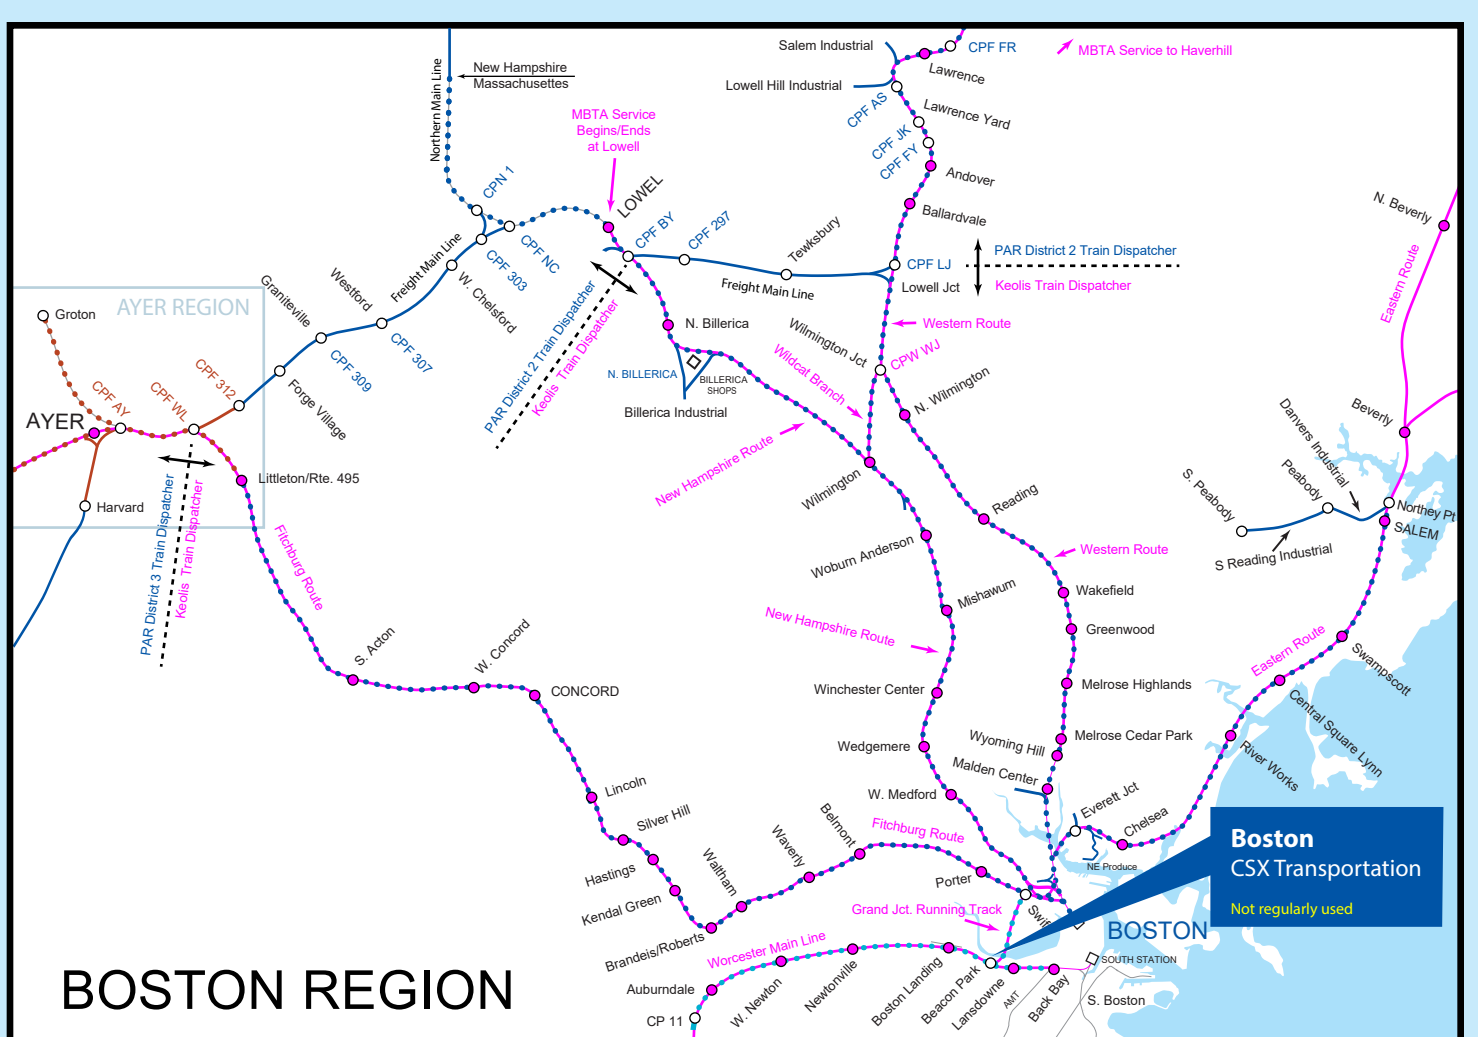 Salem Industrial
CPF FR
MBTA Service to Haverhill
Lawrence
New Hampshire
Massachusetts
Northern Main Line
Lowell Hill Industrial
CPF AS
Lawrence Yard
MBTA Service
Begins/Ends
at Lowell
CPF JK
CPF FY
Andover
CPN 1
LOWEL
N. Beverly
Ballardvale
CPF BY
CPF 297
Tewksbury
CPF NC
CPF 303
Freight Main Line
W. Chelsford
CPF LJ
PAR District 2 Train Dispatcher
Keolis Train Dispatcher
Lowell Jct
Freight Main Line
Eastern Route
AYER REGION
Groton
Graniteville
Westford
CPF 307
CPF 309
PAR District 2 Train Dispatcher
Keolis Train Dispatcher
N. Billerica
Western Route
Wilmington Jct
CPW WJ
Wildcat Branch
N. BILLERICA
BILLERICA
SHOPS
Billerica Industrial
N. Wilmington
CPF 312
CPF WL
CPF AY
AYER
Forge Village
Beverly
Danvers Industrial
Peabody
S. Peabody
New Hampshire Route
Wilmington
Littleton/Rte. 495
Harvard
Reading
Northey Pt
SALEM
S Reading Industrial
PAR District 3 Train Dispatcher
Keolis Train Dispatcher
Fitchburg Route
Woburn Anderson
Western Route
Mishawum
Wakefield
New Hampshire Route
Greenwood
S. Acton
W. Concord
CONCORD
Winchester Center
Melrose Highlands
Eastern Route
Swampscott
Central Square Lynn
River Works
Wedgemere
Wyoming Hill
Melrose Cedar Park
Malden Center
Lincoln
W. Medford
Silver Hill
Belmont
Fitchburg Route
Everett Jct
Chelsea
Boston
CSX Transportation
Not regularly used
NE Produce
Hastings
Waltham
Waverly
Porter
Kendal Green
Grand Jct. Running Track
Brandeis/Roberts
Worcester Main Line
BOSTON
SOUTH STATION
BOSTON REGION
Auburndale
W. Newton
Newtonville
Boston Landing
Beacon Park
Lansdowne
AMT
Back Bay
S. Boston
CP 11